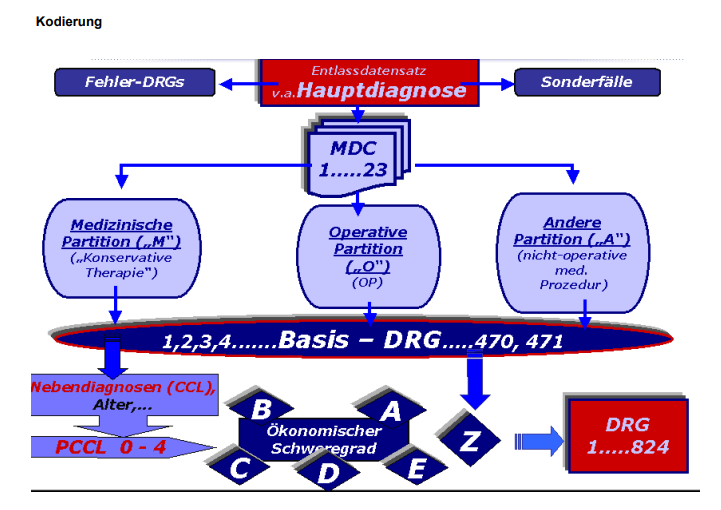 Kodierung
Entlassdatensatz
v.a.Hauptdiagnose
Fehler-DRGs
Sonderfälle
MDC
1.....23
Medizinische
Partition („M“)
(„Konservative
Therapie“)
Operative
Partition
(„O“)
(OP)
Andere
Partition („A“)
(nicht-operative
med.
Prozedur)
1,2,3,4.......Basis – DRG.....470, 471
Nebendiagnosen (CCL),
Alter,...
PCCL 0 - 4
B
A
Ökonomischer
Schweregrad
C
D
E
Z
DRG
1.....824